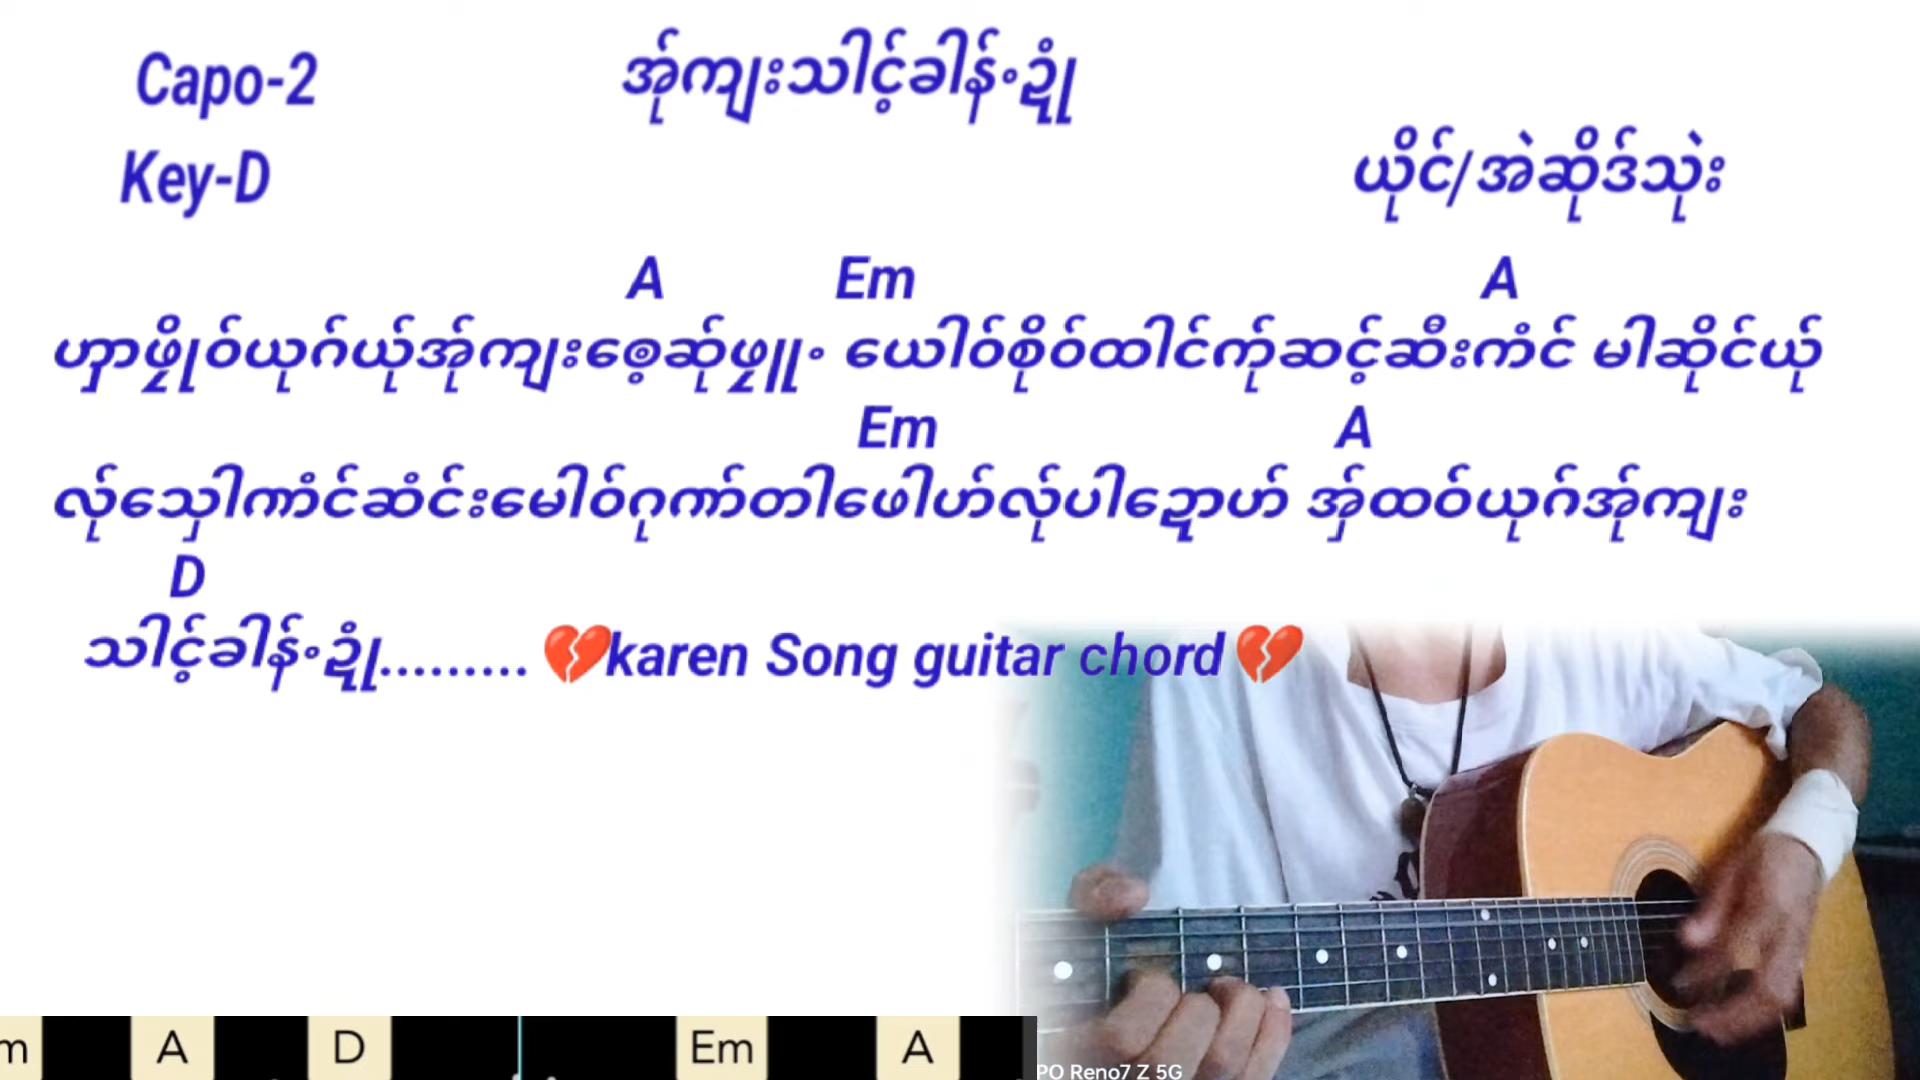 Capo-2
အ်ုကျးသါင့်ခါန်ႉဍုံ
Key-D
ယိုင်/အဲဆိုဒ်သုဲး
A Em A
ဟှာဖှိုဝ်ယုဂ်ယ်ုအ်ုကျးစေ့ဆ်ုဖှူႉ ယေါဝ်စိုဝ်ထါင်က်ုဆင့်ဆီးကံင် မါဆိုင်ယ်ု
Em A
လ်ုသှေါကာံင်ဆံင်းမေါဝ်ဂုဏ်တါဖေါဟ်လ်ုပါဍောဟ် အှ်ထဝ်ယုဂ်အ်ုကျး
D
သါင့်ခါန်ႉဍုံ......... 💔karen Song guitar chord💔
m A D Em A
PO Reno7 Z 5G